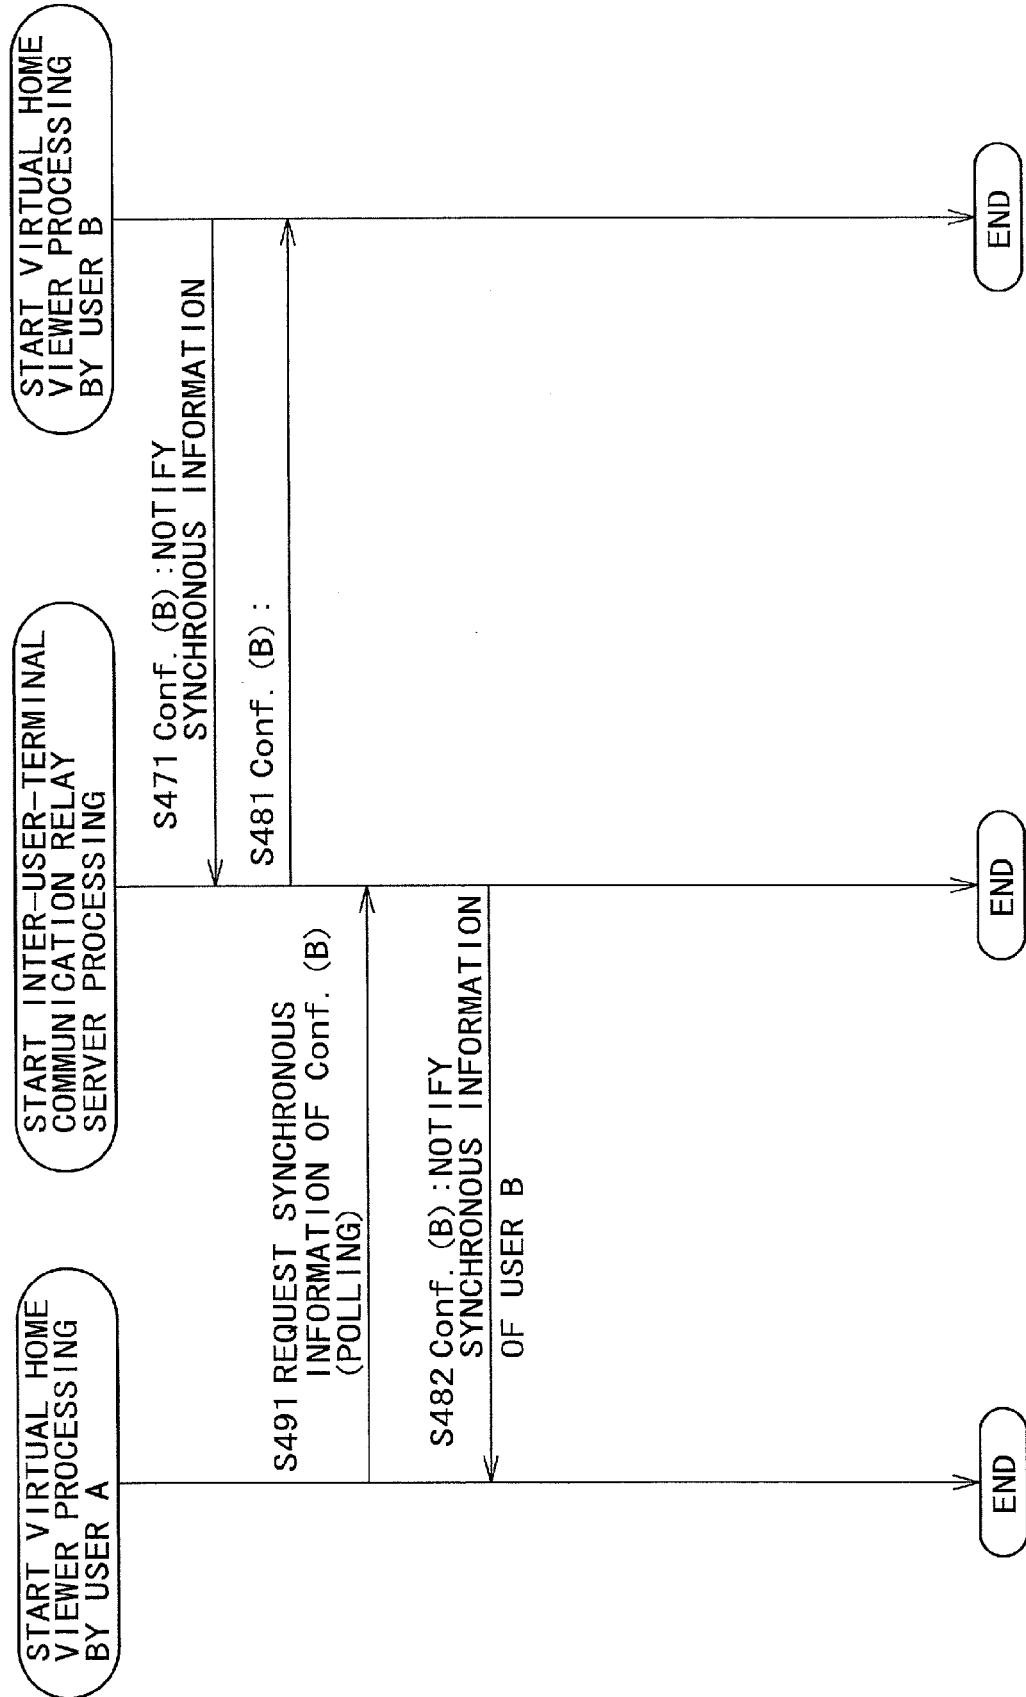 START VIRTUAL HOME
VIEWER PROCESSING
BY USER A
START INTER-USER-TERMINAL
COMMUNICATION RELAY
SERVER PROCESSING
START VIRTUAL HOME
VIEWER PROCESSING
BY USER B
S471 Conf. (B) :NOTIFY
SYNCHRONOUS INFORMATION
S481 Conf. (B) :
S491 REQUEST SYNCHRONOUS
INFORMATION OF Conf. (B)
(POLLING)
S482 Conf. (B) :NOTIFY
SYNCHRONOUS INFORMATION
OF USER B
END
END
END